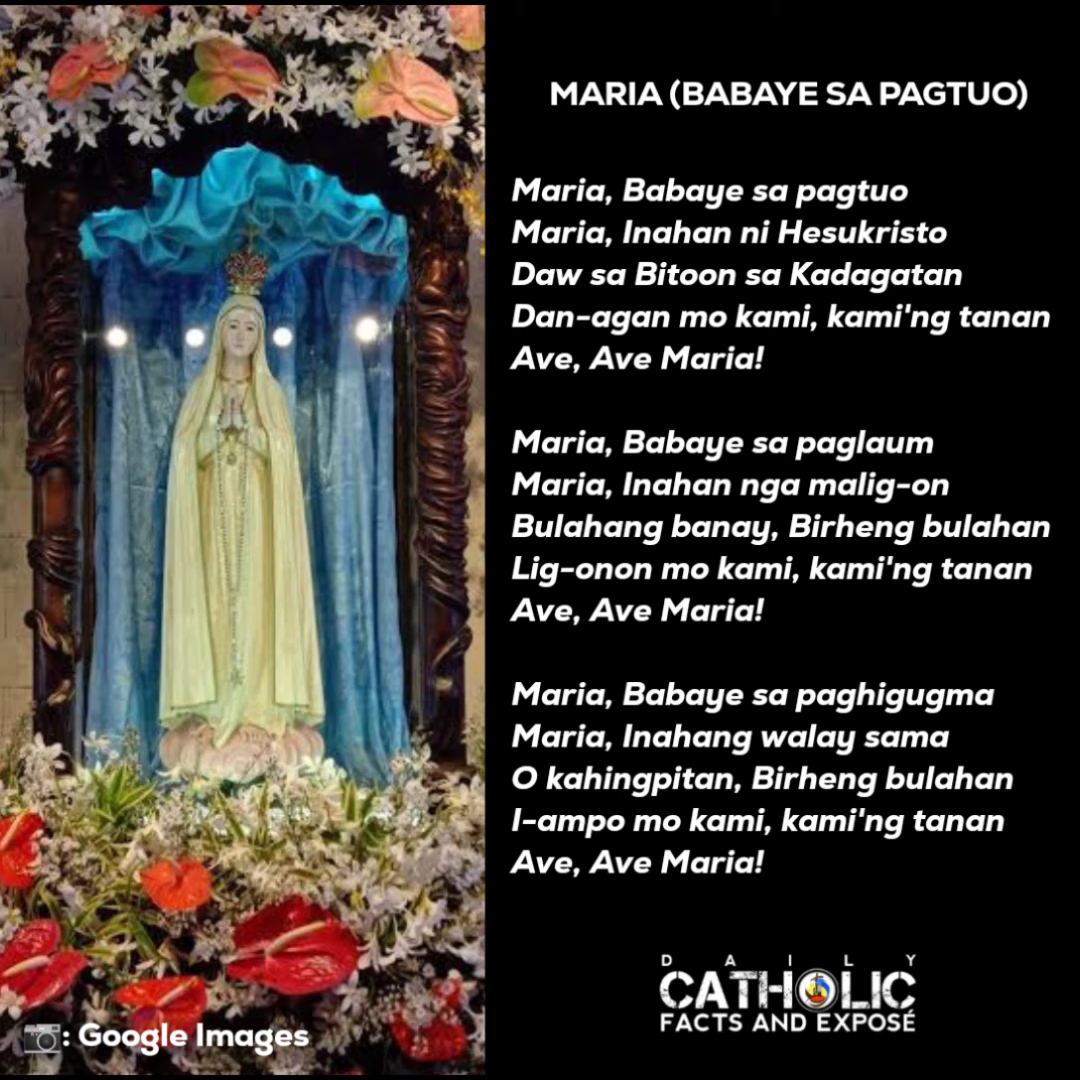 MARIA (BABAYE SA PAGTUO)
Maria, Babaye sa pagtuo
Maria, Inahan ni Hesukristo
Daw sa Bitoon sa Kadagatan
Dan-agan mo kami, kami'ng tanan
Ave, Ave Maria!
Maria, Babaye sa paglaum
Maria, Inahan nga malig-on
Bulahang banay, Birheng bulahan
Lig-onon mo kami, kami'ng tanan
Ave, Ave Maria!
Maria, Babaye sa paghigugma
Maria, Inahang walay sama
O kahingpitan, Birheng bulahan
I-ampo mo kami, kami'ng tanan
Ave, Ave Maria!
DAILY
CATHOLIC
FACTS AND EXPOSÉ
📷: Google Images